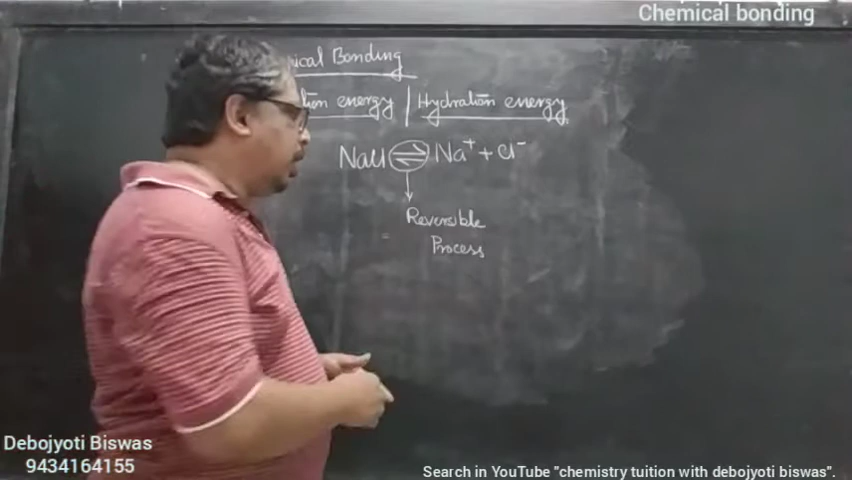 Chemical bonding
ical Bonding
tion energy | Hydration energy
NaCl ⇌ Na⁺ + Cl⁻
Reversible
Process
Debojyoti Biswas
9434164155
Search in YouTube "chemistry tuition with debojyoti biswas".